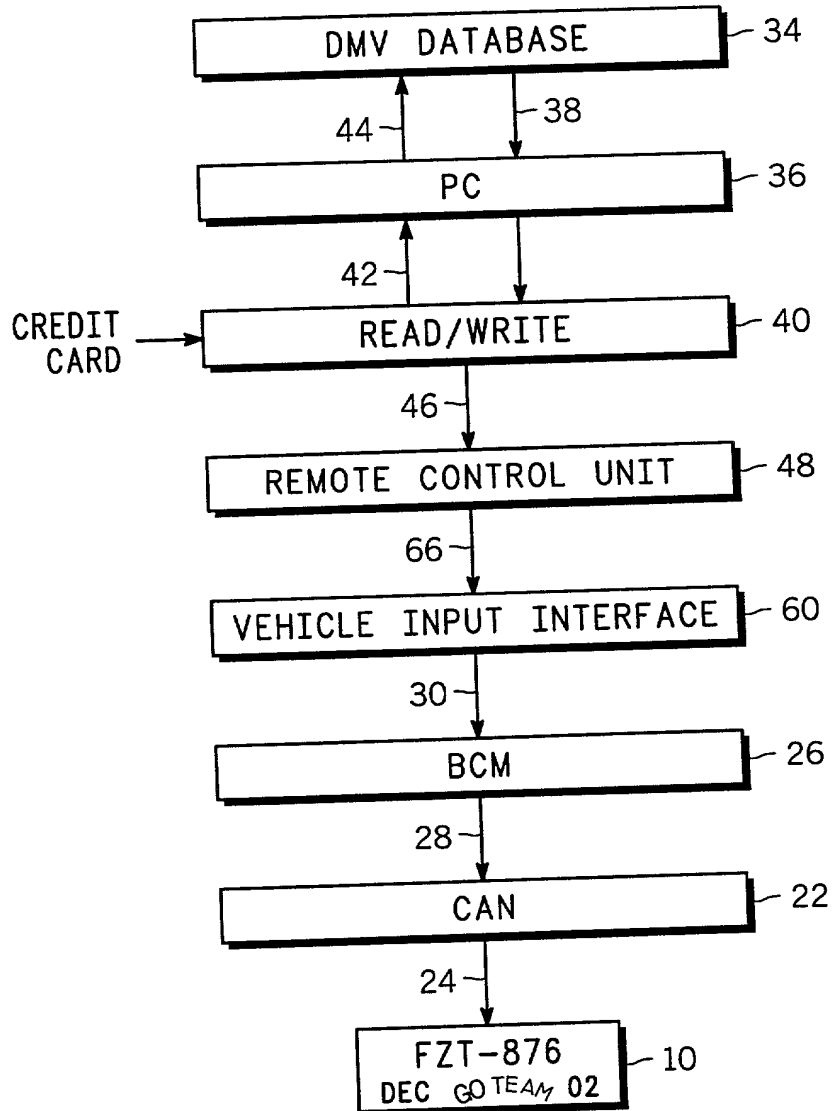 DMV DATABASE
34
44
38
PC
36
42
CREDIT
CARD
READ/WRITE
40
46
REMOTE CONTROL UNIT
48
66
VEHICLE INPUT INTERFACE
60
30
BCM
26
28
CAN
22
24
FZT-876
DEC GO TEAM 02
10